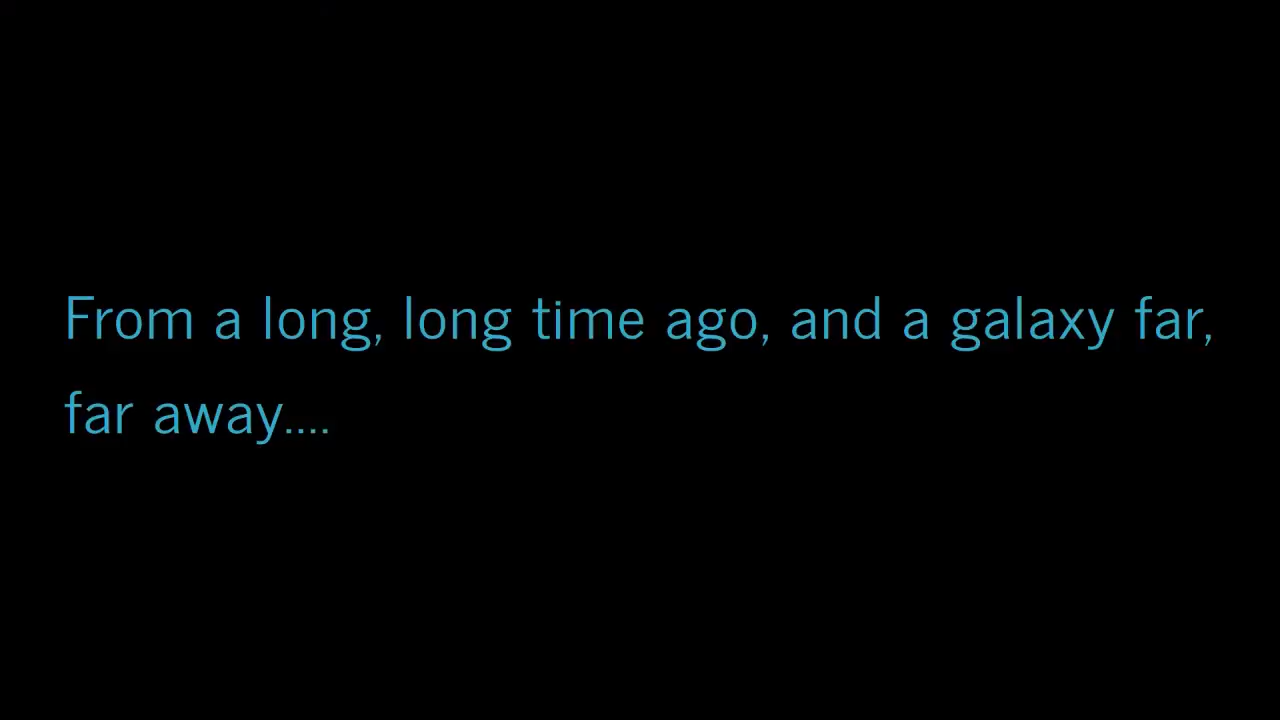 From a long, long time ago, and a galaxy far,
far away....